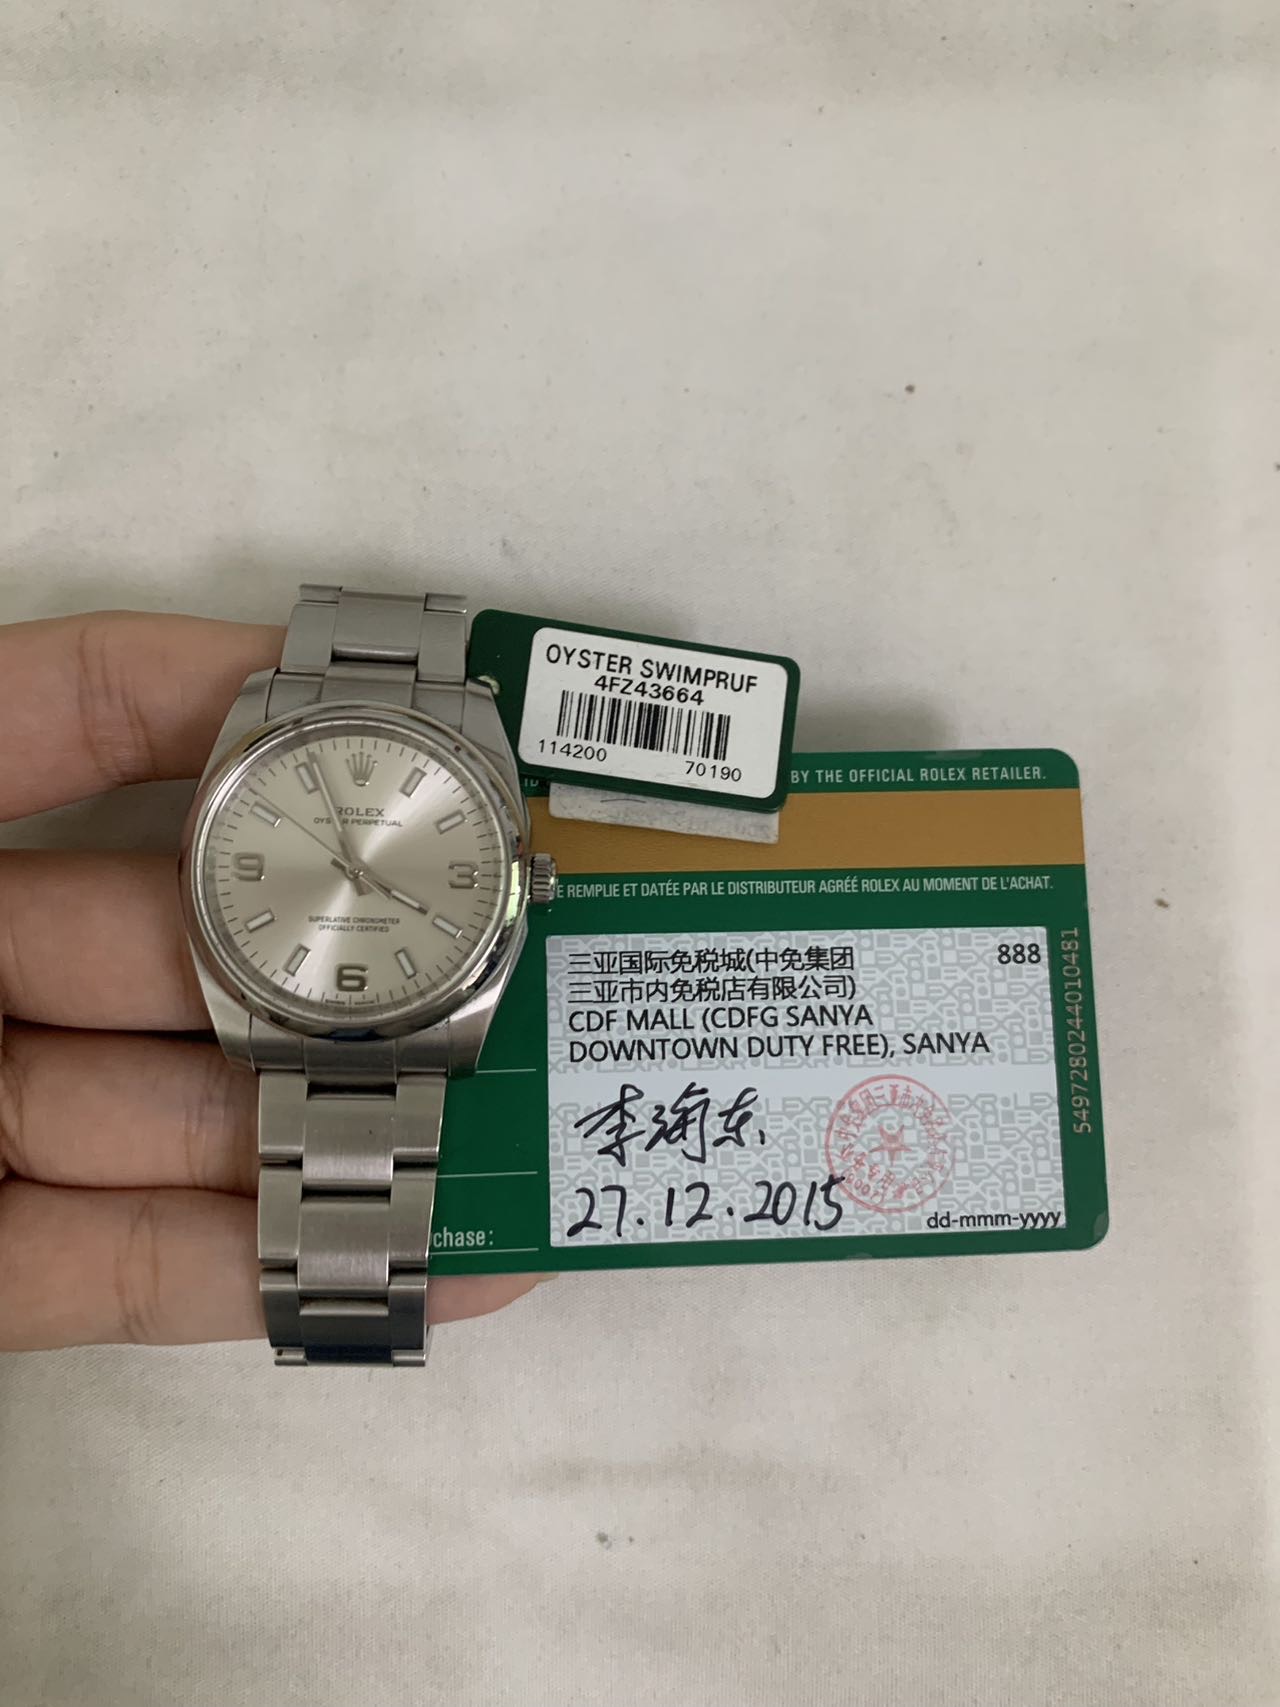 OYSTER SWIMPRUF
4FZ43664
114200 70190
BY THE OFFICIAL ROLEX RETAILER.
E REMPLIE ET DATÉE PAR LE DISTRIBUTEUR AGRÉÉ ROLEX AU MOMENT DE L'ACHAT.
ROLEX
OYSTER PERPETUAL
9 3
SUPERLATIVE CHRONOMETER
OFFICIALLY CERTIFIED
6
三亚国际免税城(中免集团 888
三亚市内免税店有限公司)
CDF MALL (CDFG SANYA
DOWNTOWN DUTY FREE), SANYA
27.12.2015
dd-mmm-yyyy
chase:
5497280244010481